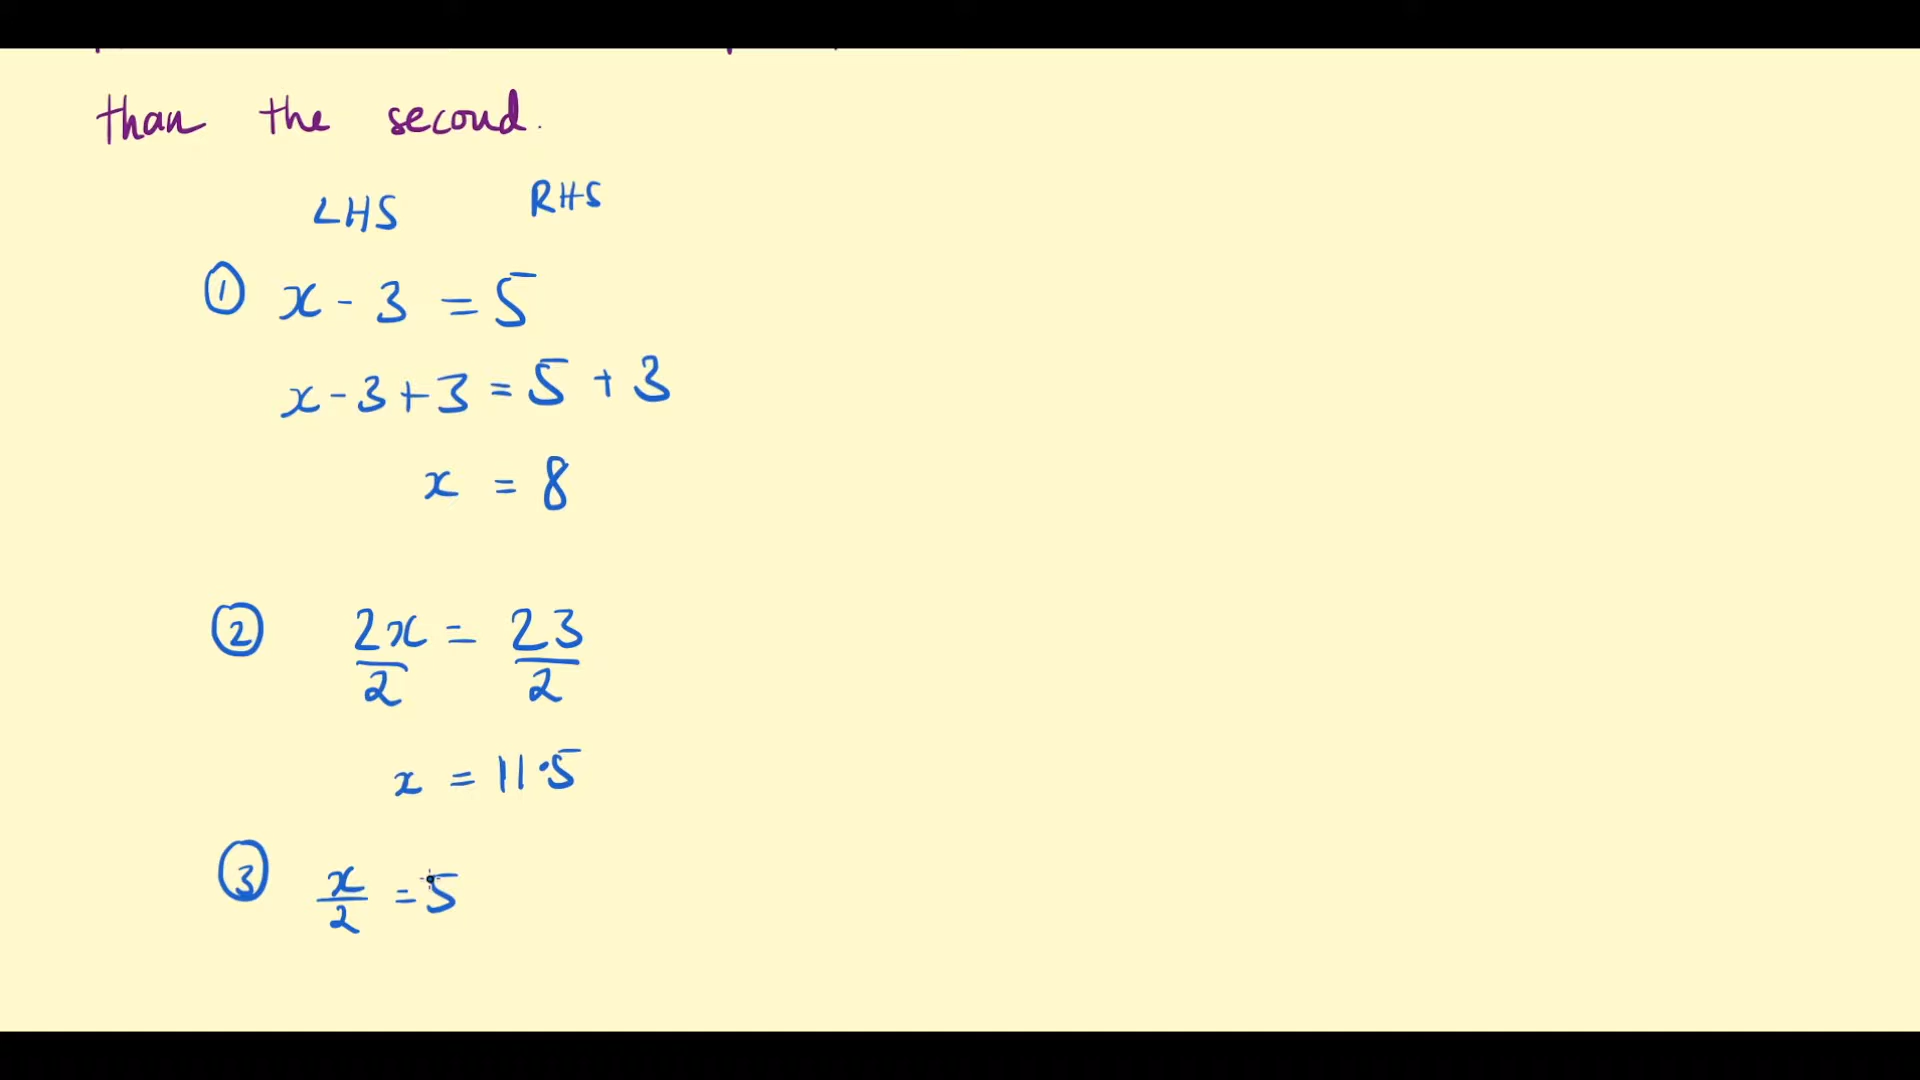 than the second.
LHS RHS
① x - 3 = 5
x - 3 + 3 = 5 + 3
x = 8
② 2x/2 = 23/2
x = 11·5
③ x/2 = 5